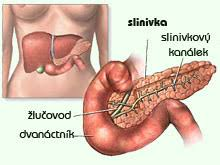 slinivka
slinivkový
kanálek
žlučovod
dvanáctník